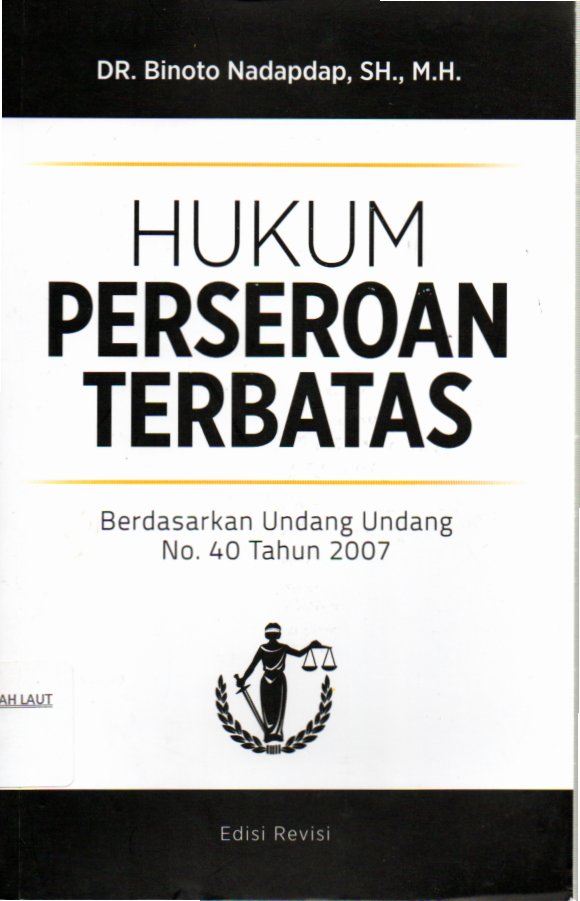 DR. Binoto Nadapdap, SH., M.H.
HUKUM
PERSEROAN
TERBATAS
Berdasarkan Undang Undang
No. 40 Tahun 2007
AH LAUT
Edisi Revisi